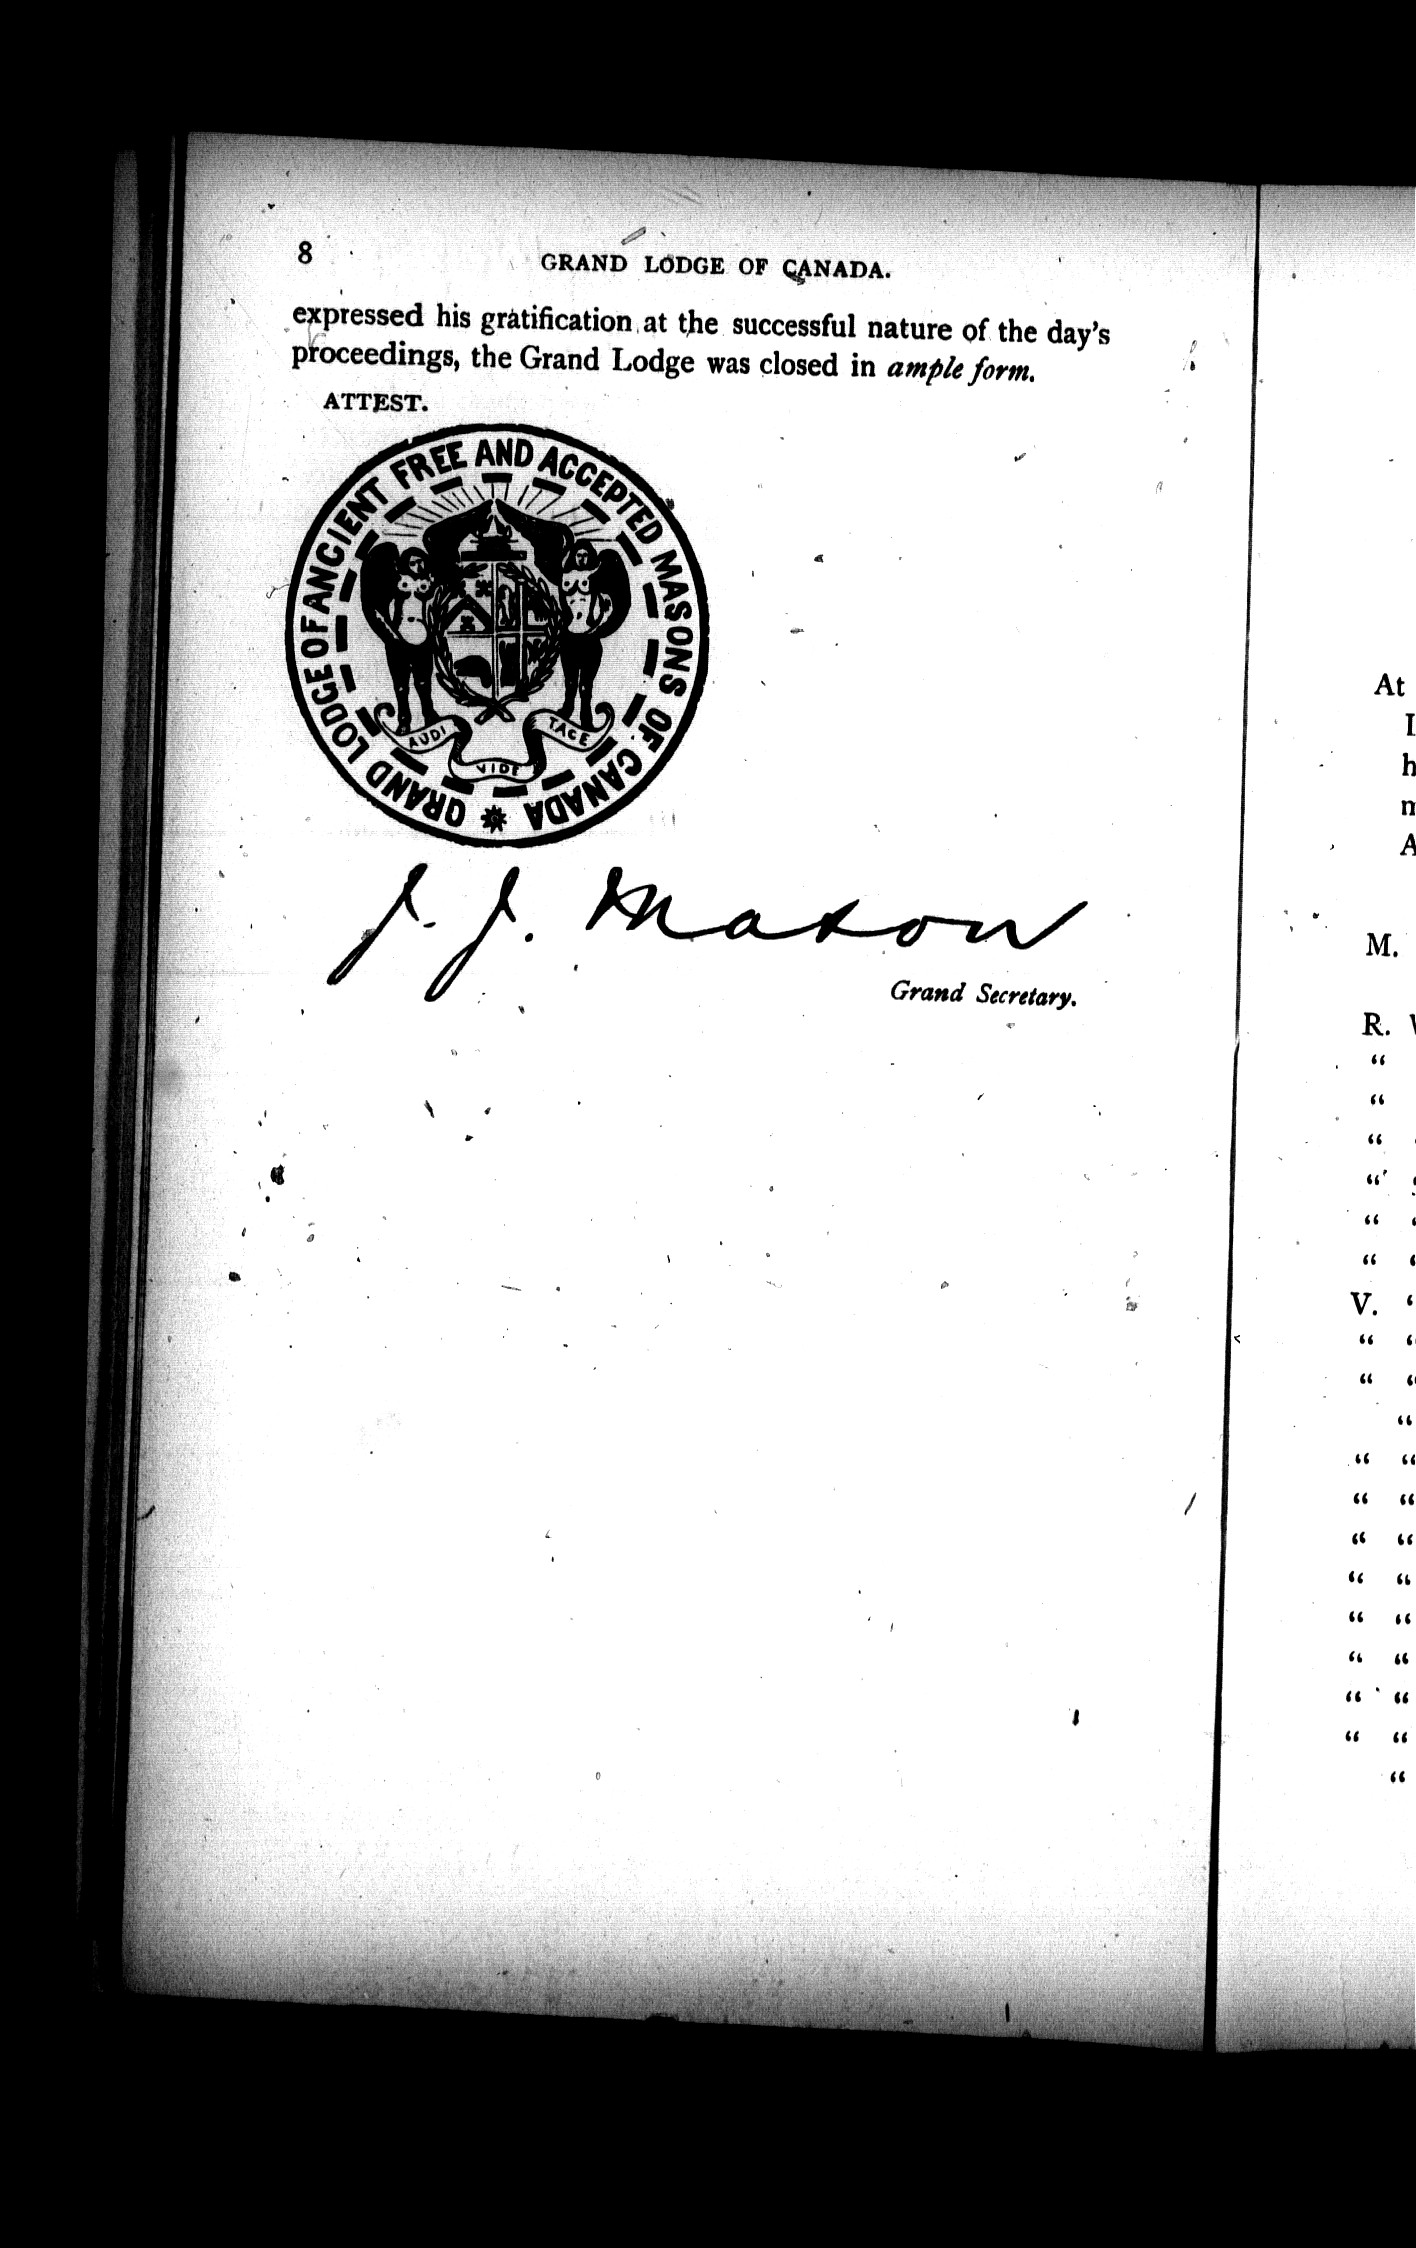 8 GRAND LODGE OF CANADA.
expressed his gratification at the successful nature of the day's
proceedings, the Grand Lodge was closed in ample form.
ATTEST.
GRAND LODGE OF ANCIENT FREE AND ACCEPTED MASONS OF CANADA
AUDI VIDE TACE
J. J. Mason
Grand Secretary.
At
h
A
M.
R.
“
“
“
“
“ “
“ “
V. “
“ “
“ “
“
“ “
“ “
“ “
“ “
“ “
“ “
“ “
“ “
“